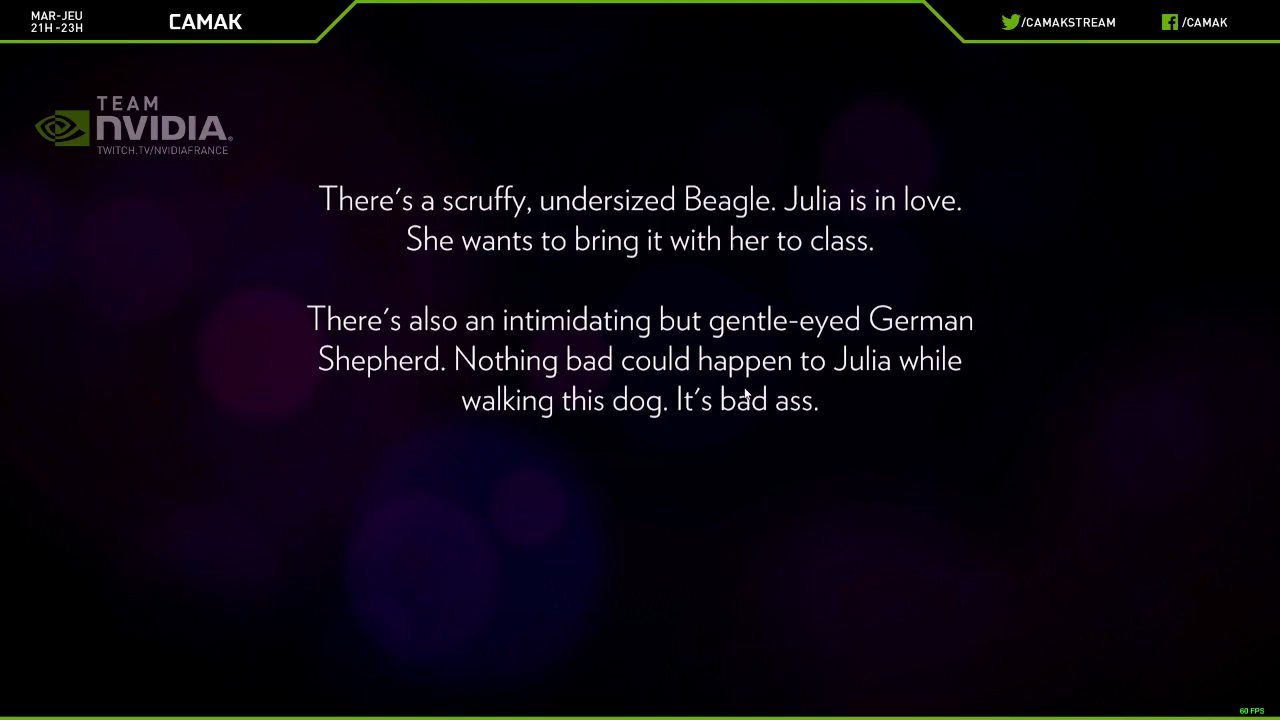 MAR-JEU
21H -23H
CAMAK
/CAMAKSTREAM
/CAMAK
TEAM
NVIDIA.
TWITCH.TV/NVIDIAFRANCE
There's a scruffy, undersized Beagle. Julia is in love.
She wants to bring it with her to class.
There's also an intimidating but gentle-eyed German
Shepherd. Nothing bad could happen to Julia while
walking this dog. It's bad ass.
60 FPS